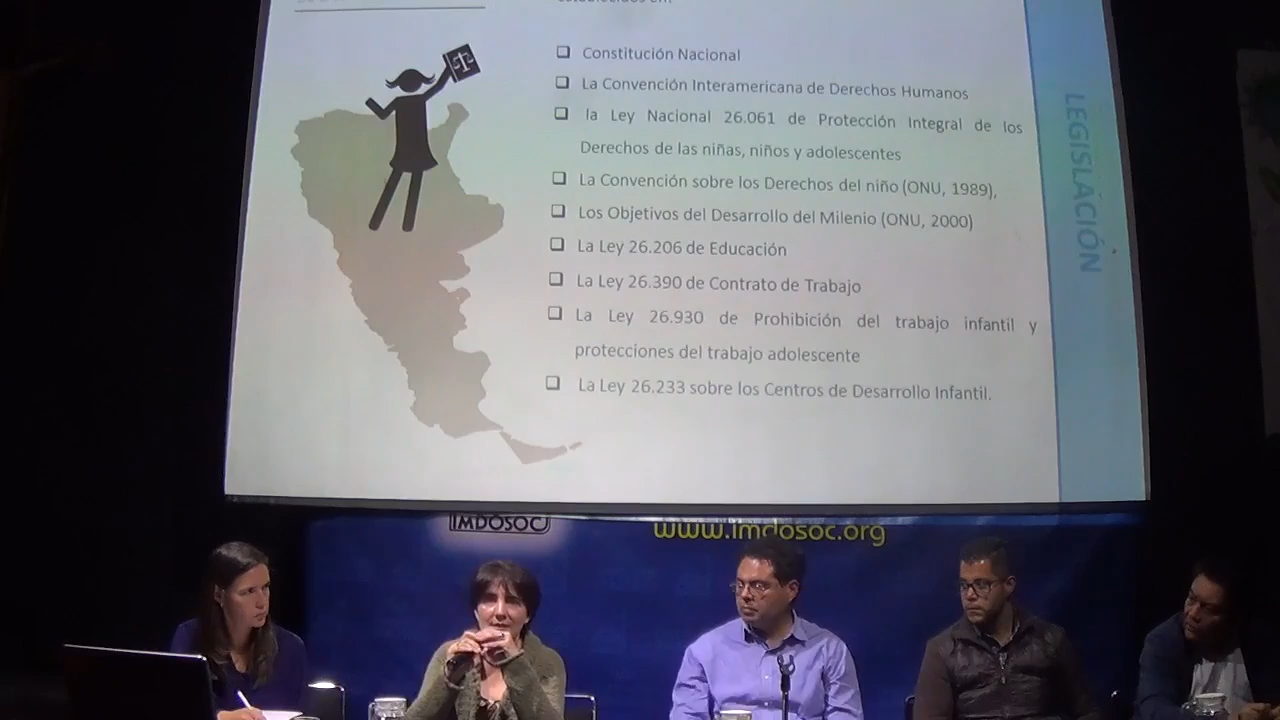 Constitución Nacional
La Convención Interamericana de Derechos Humanos
la Ley Nacional 26.061 de Protección Integral de los
Derechos de las niñas, niños y adolescentes
La Convención sobre los Derechos del niño (ONU, 1989),
Los Objetivos del Desarrollo del Milenio (ONU, 2000)
La Ley 26.206 de Educación
La Ley 26.390 de Contrato de Trabajo
La Ley 26.930 de Prohibición del trabajo infantil y
protecciones del trabajo adolescente
La Ley 26.233 sobre los Centros de Desarrollo Infantil.
LEGISLACIÓN
IMDOSOC
www.imdosoc.org